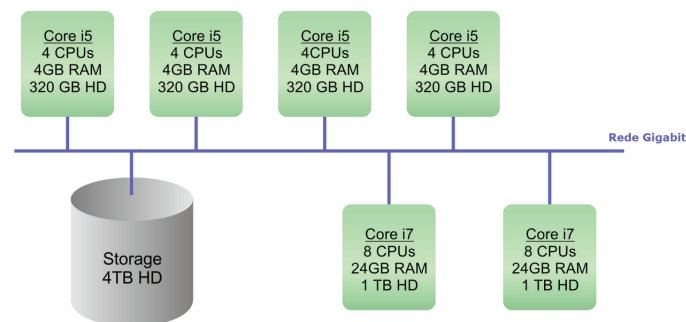 Core i5
4 CPUs
4GB RAM
320 GB HD
Core i5
4 CPUs
4GB RAM
320 GB HD
Core i5
4CPUs
4GB RAM
320 GB HD
Core i5
4 CPUs
4GB RAM
320 GB HD
Rede Gigabit
Storage
4TB HD
Core i7
8 CPUs
24GB RAM
1 TB HD
Core i7
8 CPUs
24GB RAM
1 TB HD